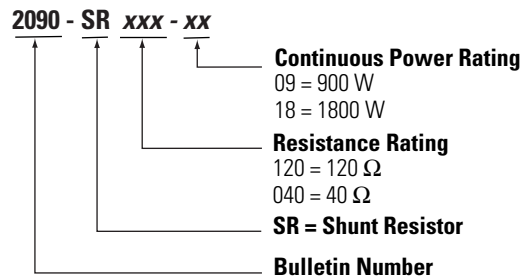 2090 - SR xxx - xx
Continuous Power Rating
09 = 900 W
18 = 1800 W
Resistance Rating
120 = 120 Ω
040 = 40 Ω
SR = Shunt Resistor
Bulletin Number